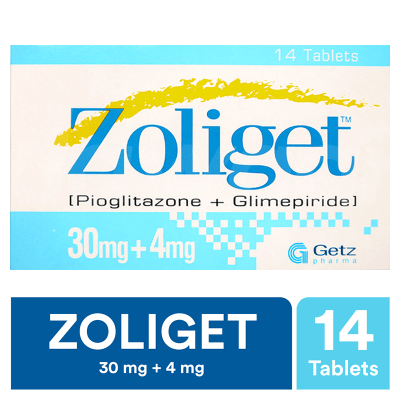 14 Tablets
Zoliget™
[Pioglitazone + Glimepiride]
30mg+4mg
G Getz
pharma
ZOLIGET
30 mg + 4 mg
14
Tablets